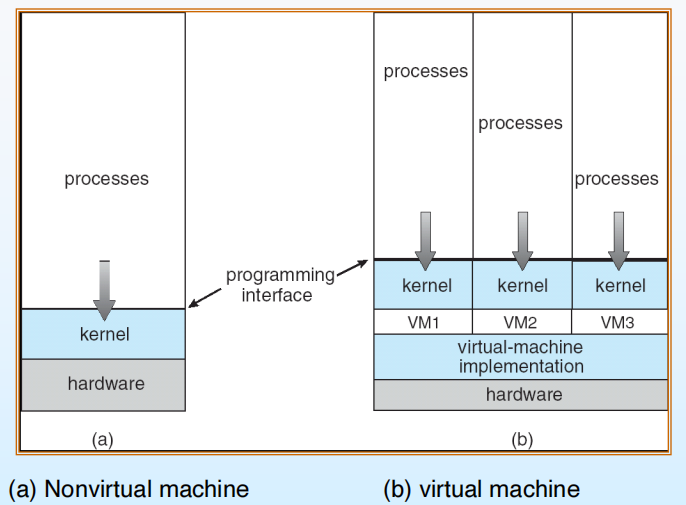 processes
processes
processes
processes
programming
interface
kernel
kernel
kernel
kernel
VM1
VM2
VM3
virtual-machine
implementation
hardware
hardware
(a)
(b)
(a) Nonvirtual machine
(b) virtual machine